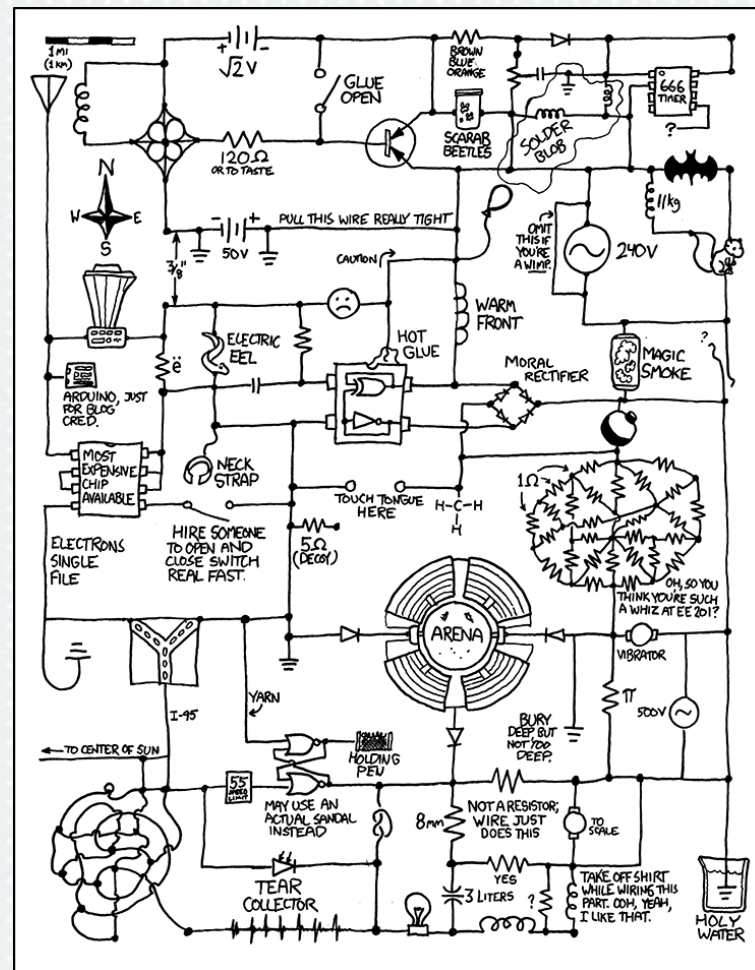 1 MI
(1 KM)
+ -
√2 V
GLUE
OPEN
BROWN
BLUE
ORANGE
666
TIMER
?
120Ω
OR TO TASTE
SCARAB
BEETLES
SOLDER
BLOB
N
W E
S
- +
50V
PULL THIS WIRE REALLY TIGHT
3/8"
CAUTION
OMIT
THIS IF
YOU'RE
A WIMP.
240V
11kg
ë
ELECTRIC
EEL
HOT
GLUE
WARM
FRONT
MORAL
RECTIFIER
MAGIC
SMOKE
?
ARDUINO, JUST
FOR BLOG
CRED.
MOST
EXPENSIVE
CHIP
AVAILABLE
NECK
STRAP
TOUCH TONGUE
HERE
H-C-H
H
1Ω
ELECTRONS
SINGLE
FILE
HIRE SOMEONE
TO OPEN AND
CLOSE SWITCH
REAL FAST.
5Ω
(DECOY)
OH, SO YOU
THINK YOU'RE SUCH
A WHIZ AT EE 201?
ARENA
VIBRATOR
I-95
YARN
BURY
DEEP, BUT
NOT TOO
DEEP.
π
500V
TO CENTER OF SUN
HOLDING
PEN
55
SPEED
LIMIT
MAY USE AN
ACTUAL SANDAL
INSTEAD
8mm
NOT A RESISTOR;
WIRE JUST
DOES THIS
TO
SCALE
TEAR
COLLECTOR
3 LITERS
YES
?
TAKE OFF SHIRT
WHILE WIRING THIS
PART. OOH, YEAH,
I LIKE THAT.
HOLY
WATER